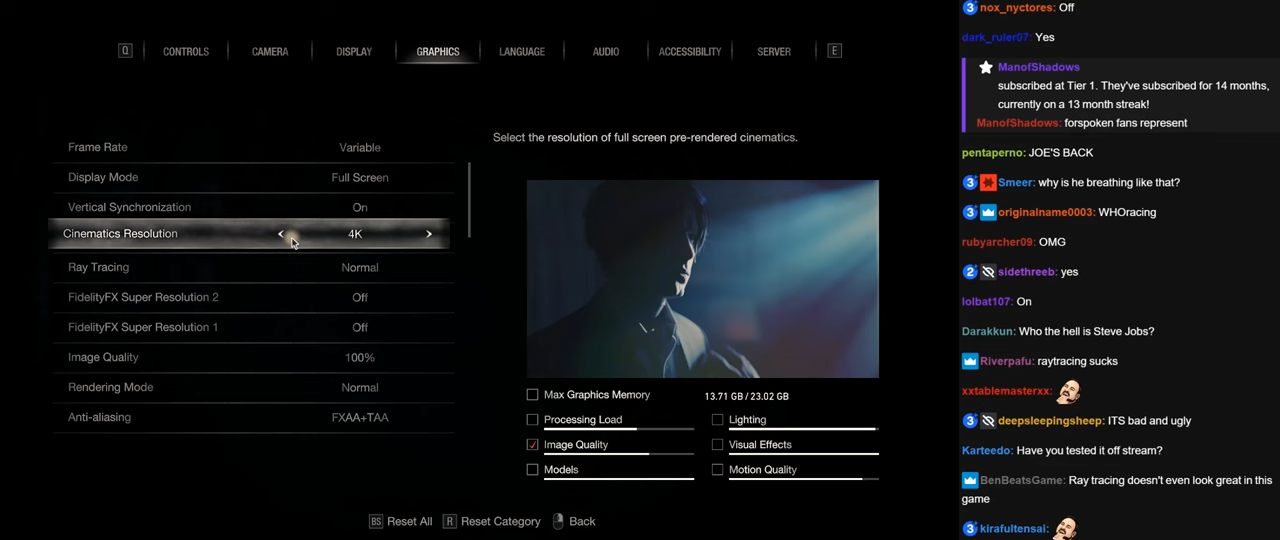 Q CONTROLS CAMERA DISPLAY GRAPHICS LANGUAGE AUDIO ACCESSIBILITY SERVER E
Frame Rate Variable
Display Mode Full Screen
Vertical Synchronization On
Cinematics Resolution < 4K >
Ray Tracing Normal
FidelityFX Super Resolution 2 Off
FidelityFX Super Resolution 1 Off
Image Quality 100%
Rendering Mode Normal
Anti-aliasing FXAA+TAA
Select the resolution of full screen pre-rendered cinematics.
Max Graphics Memory 13.71 GB / 23.02 GB
Processing Load Lighting
Image Quality Visual Effects
Models Motion Quality
BS Reset All R Reset Category Back
3 nox_nyctores: Off
dark_ruler07: Yes
ManofShadows
subscribed at Tier 1. They've subscribed for 14 months,
currently on a 13 month streak!
ManofShadows: forspoken fans represent
pentaperno: JOE'S BACK
3 Smeer: why is he breathing like that?
3 originalname0003: WHOracing
rubyarcher09: OMG
2 sidethreeb: yes
lolbat107: On
Darakkun: Who the hell is Steve Jobs?
Riverpafu: raytracing sucks
xxtablemasterxx:
3 deepsleepingsheep: ITS bad and ugly
Karteedo: Have you tested it off stream?
BenBeatsGame: Ray tracing doesn't even look great in this
game
3 kirafultensai: